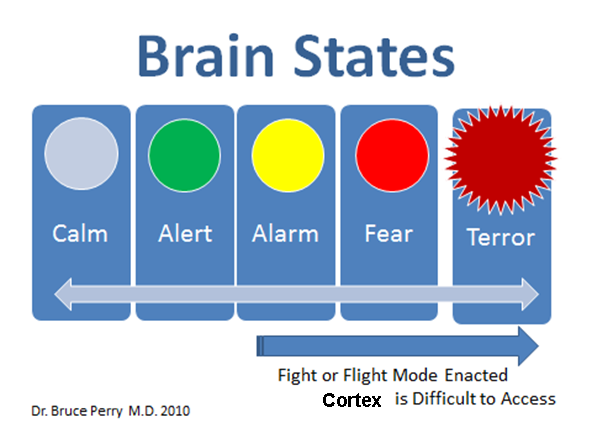 Brain States
Calm Alert Alarm Fear Terror
Fight or Flight Mode Enacted
Cortex is Difficult to Access
Dr. Bruce Perry M.D. 2010